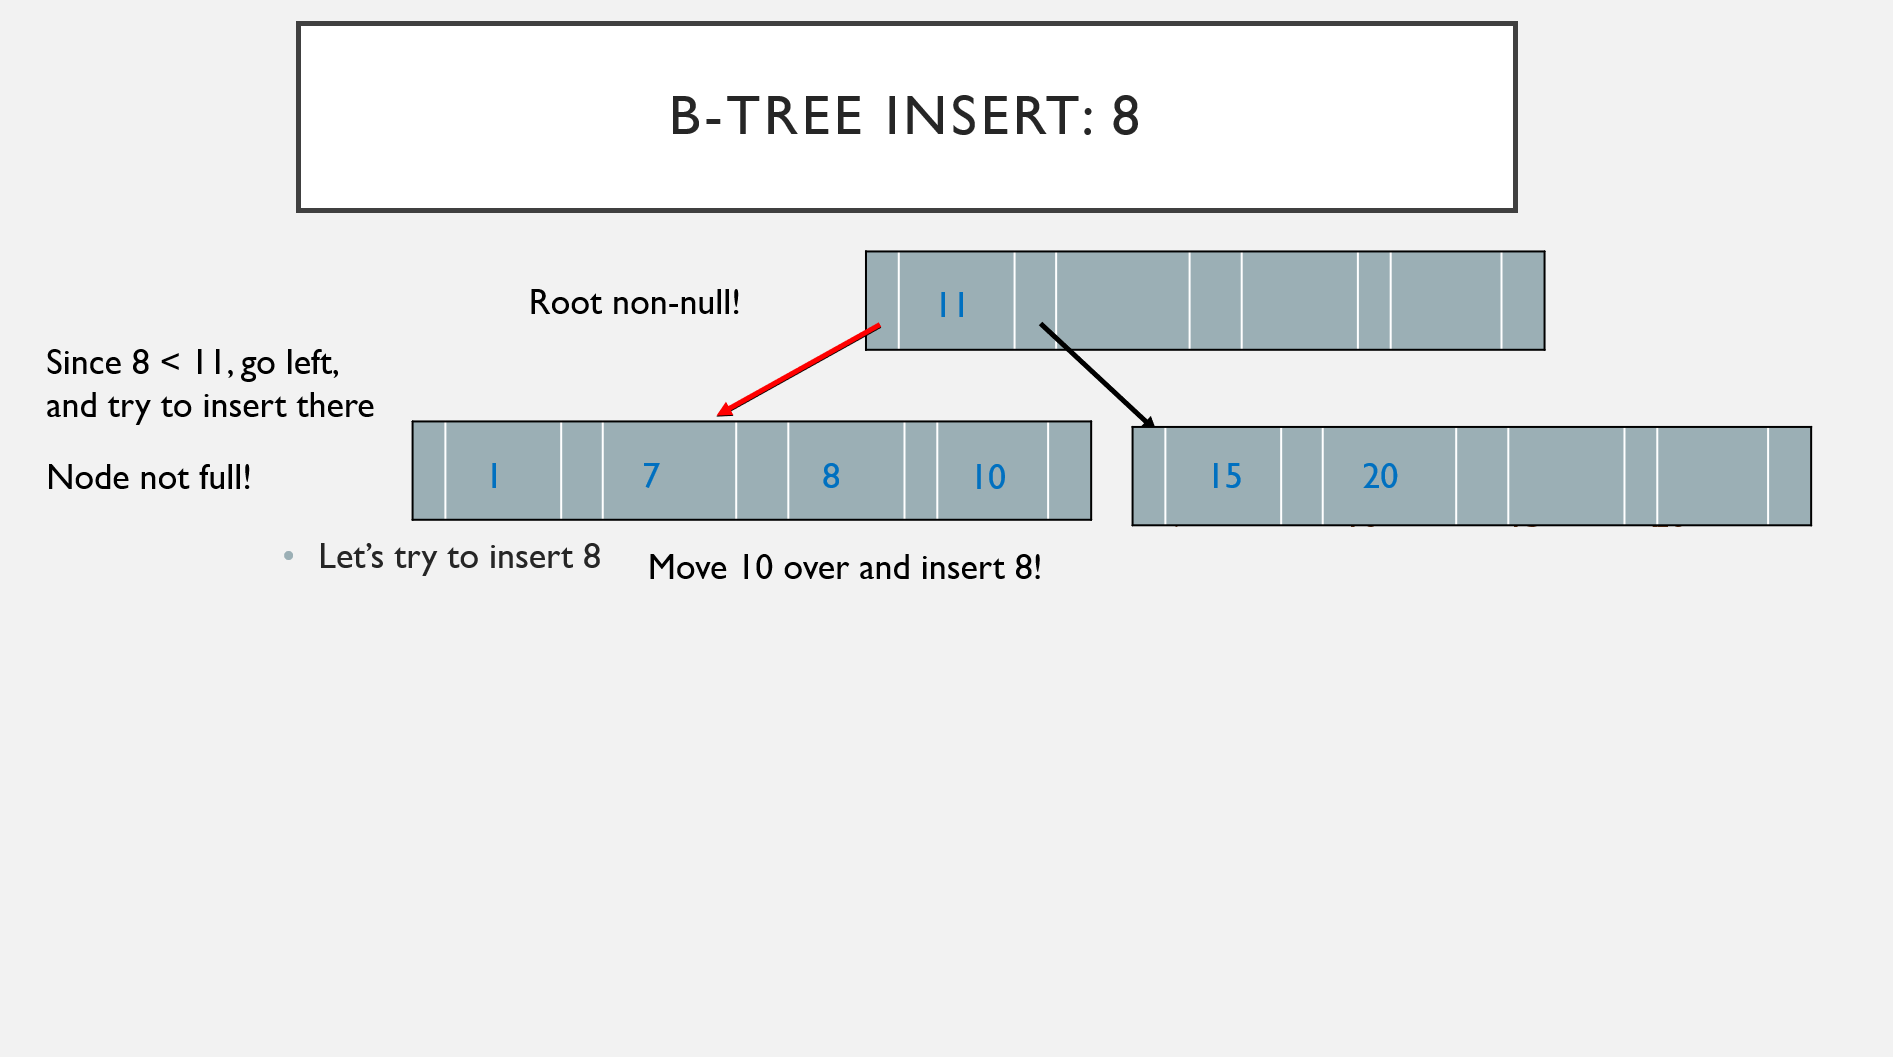 B-TREE INSERT: 8
Root non-null!
11
Since 8 < 11, go left,
and try to insert there
Node not full!
1 7 8 10
15 20
• Let's try to insert 8
Move 10 over and insert 8!